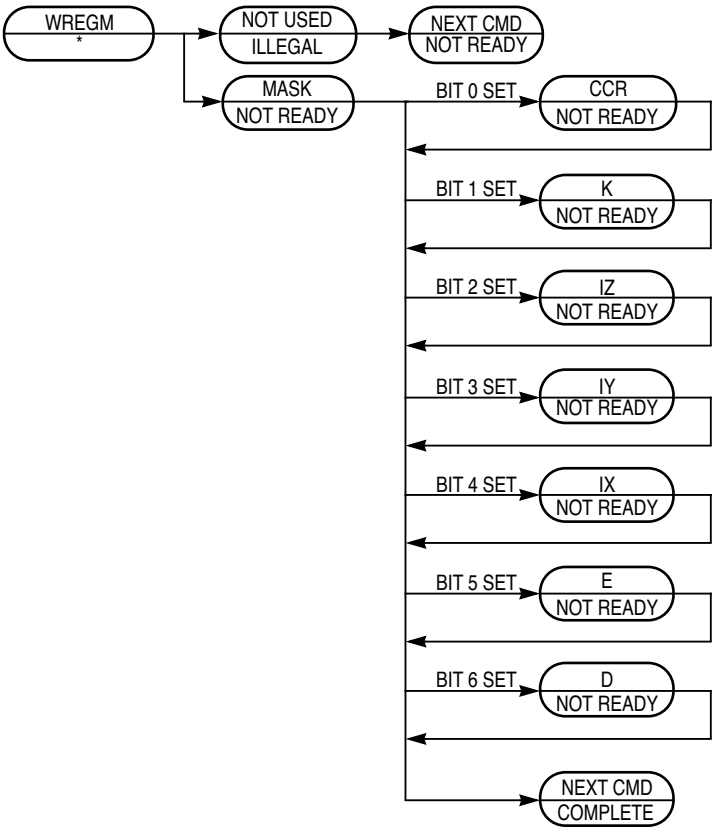 WREGM
*
NOT USED
ILLEGAL
NEXT CMD
NOT READY
MASK
NOT READY
BIT 0 SET
CCR
NOT READY
BIT 1 SET
K
NOT READY
BIT 2 SET
IZ
NOT READY
BIT 3 SET
IY
NOT READY
BIT 4 SET
IX
NOT READY
BIT 5 SET
E
NOT READY
BIT 6 SET
D
NOT READY
NEXT CMD
COMPLETE